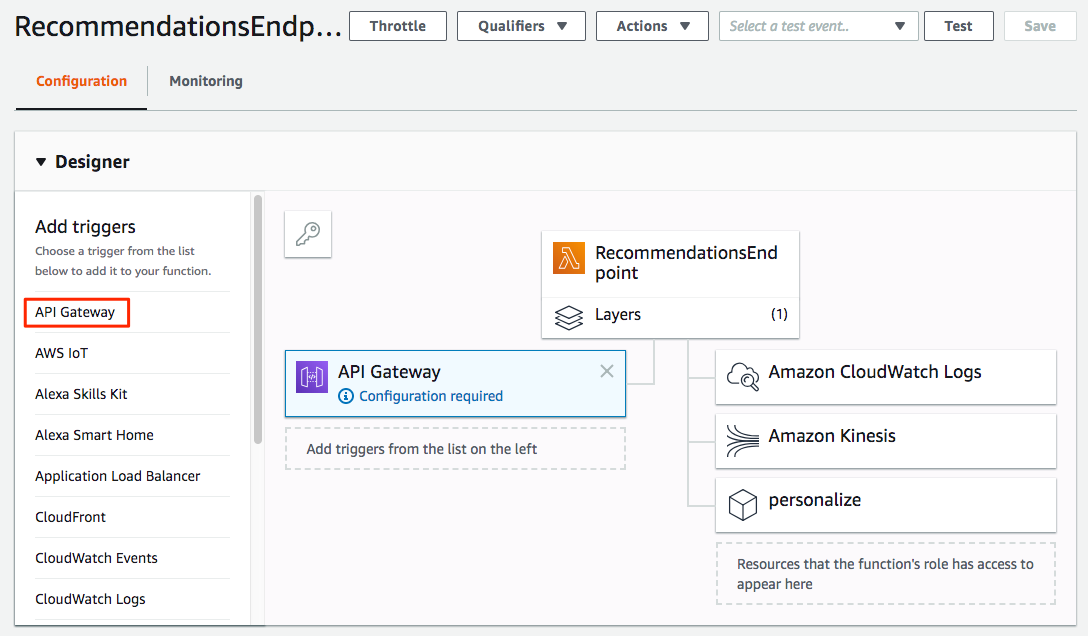 RecommendationsEndp...
Throttle
Qualifiers
Actions
Select a test event..
Test
Save
Configuration
Monitoring
Designer
Add triggers
Choose a trigger from the list
below to add it to your function.
API Gateway
AWS IoT
Alexa Skills Kit
Alexa Smart Home
Application Load Balancer
CloudFront
CloudWatch Events
CloudWatch Logs
RecommendationsEnd
point
Layers (1)
API Gateway
Configuration required
Add triggers from the list on the left
Amazon CloudWatch Logs
Amazon Kinesis
personalize
Resources that the function's role has access to
appear here